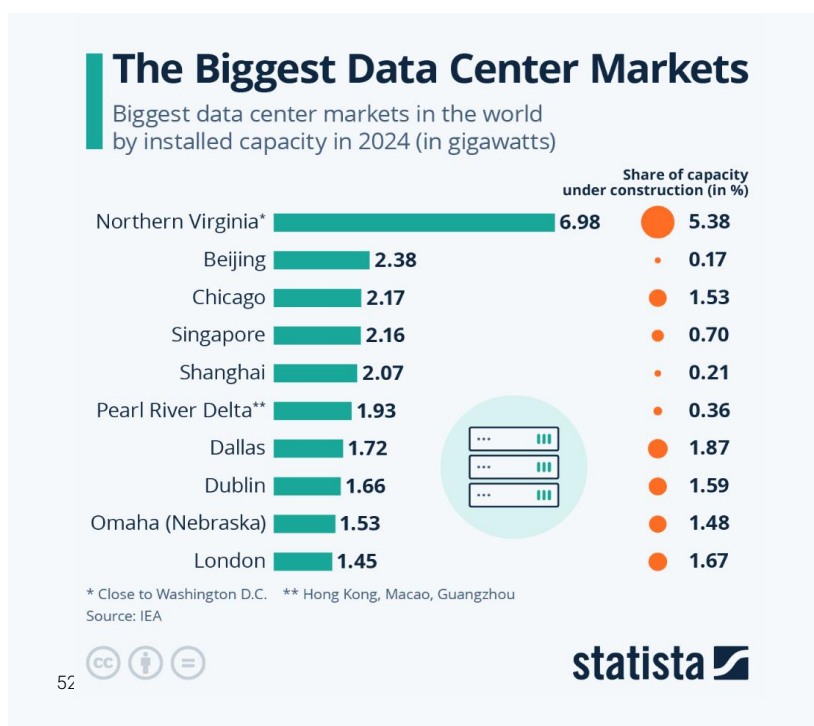 The Biggest Data Center Markets
Biggest data center markets in the world
by installed capacity in 2024 (in gigawatts)
Share of capacity
under construction (in %)
Northern Virginia* 6.98 5.38
Beijing 2.38 0.17
Chicago 2.17 1.53
Singapore 2.16 0.70
Shanghai 2.07 0.21
Pearl River Delta** 1.93 0.36
Dallas 1.72 1.87
Dublin 1.66 1.59
Omaha (Nebraska) 1.53 1.48
London 1.45 1.67
* Close to Washington D.C. ** Hong Kong, Macao, Guangzhou
Source: IEA
cc
statista
52